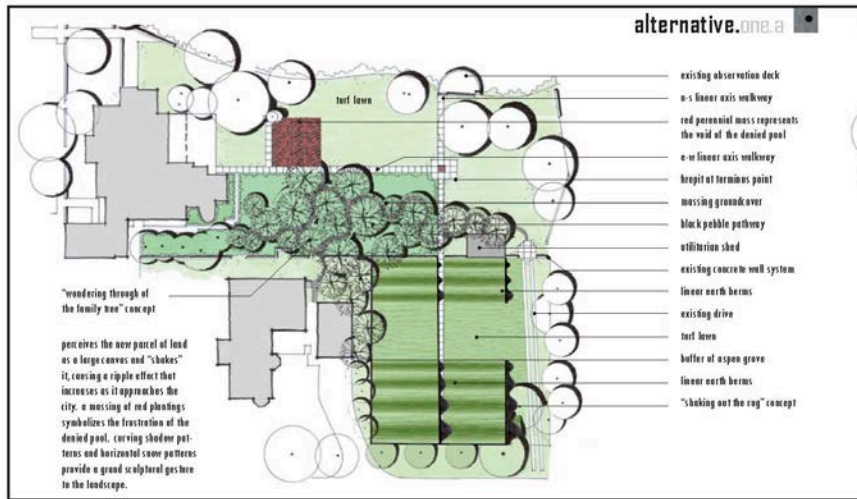 alternative.one.a
turf lawn
existing observation deck
n-s linear axis walkway
red perennial mass represents
the void of the denied pool
e-w linear axis walkway
firepit at terminus point
massing groundcover
black pebble pathway
utilitarian shed
existing concrete wall system
linear earth berms
existing drive
turf lawn
buffer of aspen grove
linear earth berms
"shaking out the rug" concept
"wondering through of
the family tree" concept
perceives the new parcel of land
as a large canvas and "shakes"
it, causing a ripple effect that
increases as it approaches the
city. a massing of red plantings
symbolizes the frustration of the
denied pool. curving shadow pat-
terns and horizontal snow patterns
provide a grand sculptural gesture
to the landscape.